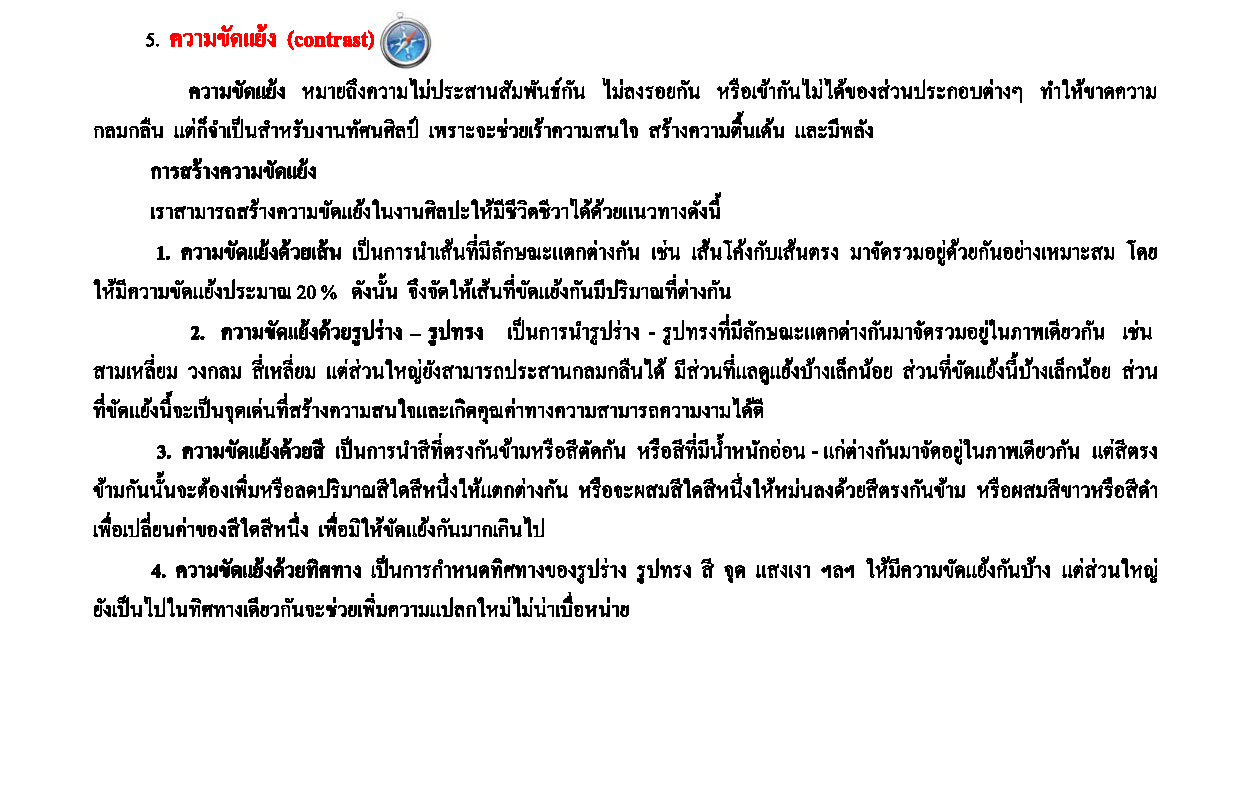 5. ความขัดแย้ง (contrast)
ความขัดแย้ง หมายถึงความไม่ประสานสัมพันธ์กัน ไม่ลงรอยกัน หรือเข้ากันไม่ได้ของส่วนประกอบต่างๆ ทำให้ขาดความ
กลมกลืน แต่ก็จำเป็นสำหรับงานทัศนศิลป์ เพราะจะช่วยเร้าความสนใจ สร้างความตื่นเต้น และมีพลัง
การสร้างความขัดแย้ง
เราสามารถสร้างความขัดแย้งในงานศิลปะให้มีชีวิตชีวาได้ด้วยแนวทางดังนี้
1. ความขัดแย้งด้วยเส้น เป็นการนำเส้นที่มีลักษณะแตกต่างกัน เช่น เส้นโค้งกับเส้นตรง มาจัดรวมอยู่ด้วยกันอย่างเหมาะสม โดย
ให้มีความขัดแย้งประมาณ 20 % ดังนั้น จึงจัดให้เส้นที่ขัดแย้งกันมีปริมาณที่ต่างกัน
2. ความขัดแย้งด้วยรูปร่าง – รูปทรง เป็นการนำรูปร่าง - รูปทรงที่มีลักษณะแตกต่างกันมาจัดรวมอยู่ในภาพเดียวกัน เช่น
สามเหลี่ยม วงกลม สี่เหลี่ยม แต่ส่วนใหญ่ยังสามารถประสานกลมกลืนได้ มีส่วนที่แลดูแย้งบ้างเล็กน้อย ส่วนที่ขัดแย้งนี้บ้างเล็กน้อย ส่วน
ที่ขัดแย้งนี้จะเป็นจุดเด่นที่สร้างความสนใจและเกิดคุณค่าทางความสามารถความงามได้ดี
3. ความขัดแย้งด้วยสี เป็นการนำสีที่ตรงกันข้ามหรือสีตัดกัน หรือสีที่มีน้ำหนักอ่อน - แก่ต่างกันมาจัดอยู่ในภาพเดียวกัน แต่สีตรง
ข้ามกันนั้นจะต้องเพิ่มหรือลดปริมาณสีใดสีหนึ่งให้แตกต่างกัน หรือจะผสมสีใดสีหนึ่งให้หม่นลงด้วยสีตรงกันข้าม หรือผสมสีขาวหรือสีดำ
เพื่อเปลี่ยนค่าของสีใดสีหนึ่ง เพื่อมิให้ขัดแย้งกันมากเกินไป
4. ความขัดแย้งด้วยทิศทาง เป็นการกำหนดทิศทางของรูปร่าง รูปทรง สี จุด แสงเงา ฯลฯ ให้มีความขัดแย้งกันบ้าง แต่ส่วนใหญ่
ยังเป็นไปในทิศทางเดียวกันจะช่วยเพิ่มความแปลกใหม่ไม่น่าเบื่อหน่าย